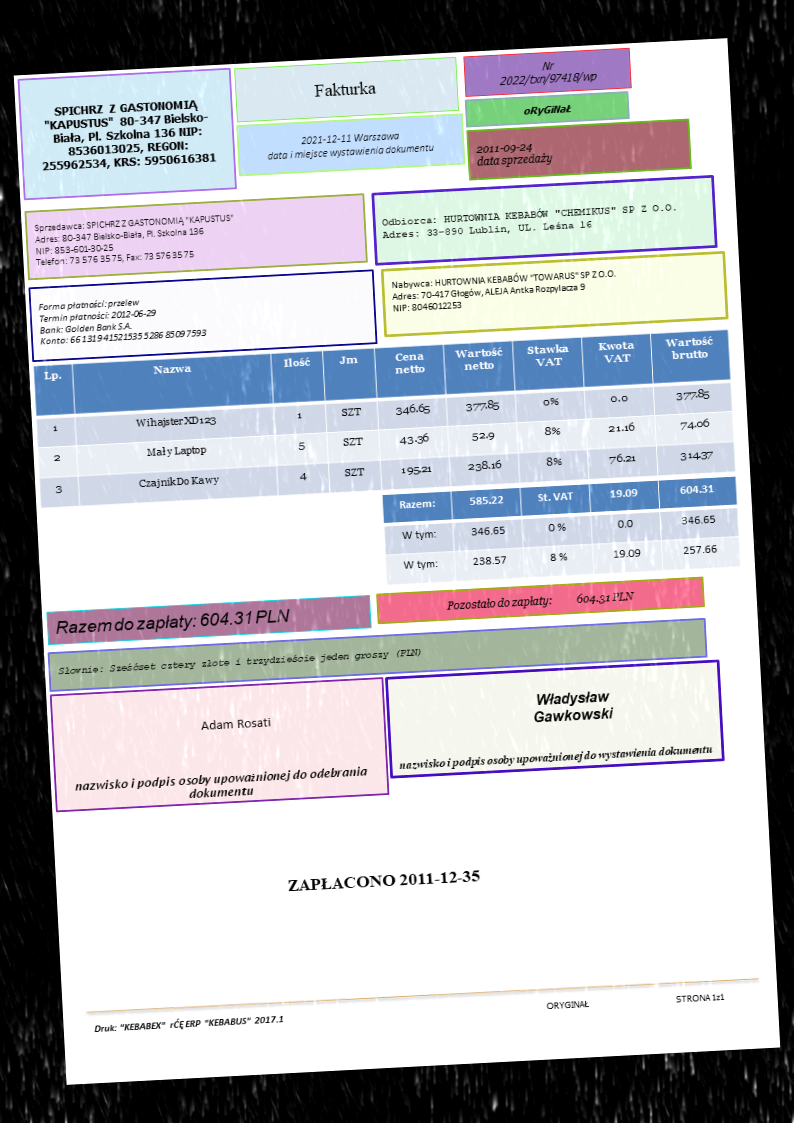 SPICHRZ Z GASTONOMIĄ
"KAPUSTUS" 80-347 Bielsko-
Biała, Pl. Szkolna 136 NIP:
8536013025, REGON:
255962534, KRS: 5950616381
Fakturka
2021-12-11 Warszawa
data i miejsce wystawienia dokumentu
Nr
2022/txn/97418/wp
oRyGiNaŁ
2011-09-24
data sprzedaży
Sprzedawca: SPICHRZ Z GASTONOMIĄ "KAPUSTUS"
Adres: 80-347 Bielsko-Biała, Pl. Szkolna 136
NIP: 853-601-30-25
Telefon: 73 576 35 75, Fax: 73 576 35 75
Odbiorca: HURTOWNIA KEBABÓW "CHEMIKUS" SP Z O.O.
Adres: 33-890 Lublin, UL. Leśna 16
Forma płatności: przelew
Termin płatności: 2012-06-29
Bank: Golden Bank S.A.
Konto: 66 1319 4152 1535 5286 8509 7593
Nabywca: HURTOWNIA KEBABÓW "TOWARUS" SP Z O.O.
Adres: 70-417 Głogów, ALEJA Antka Rozpylacza 9
NIP: 8046012253
Lp. Nazwa Ilość Jm Cena netto Wartość netto Stawka VAT Kwota VAT Wartość brutto
1 WihajsterXD123 1 SZT 346.65 377.85 0% 0.0 377.85
2 Mały Laptop 5 SZT 43.36 52.9 8% 21.16 74.06
3 Czajnik Do Kawy 4 SZT 195.21 238.16 8% 76.21 314.37
Razem: 585.22 St. VAT 19.09 604.31
W tym: 346.65 0 % 0.0 346.65
W tym: 238.57 8 % 19.09 257.66
Razem do zapłaty: 604.31 PLN
Pozostało do zapłaty: 604.31 PLN
Słownie: Sześćset cztery złote i trzydzieście jeden groszy (PLN)
Adam Rosati
nazwisko i podpis osoby upoważnionej do odebrania
dokumentu
Władysław
Gawkowski
nazwisko i podpis osoby upoważnionej do wystawienia dokumentu
ZAPŁACONO 2011-12-35
Druk: "KEBABEX" rĆĘ ERP "KEBABUS" 2017.1
ORYGINAŁ
STRONA 1z1